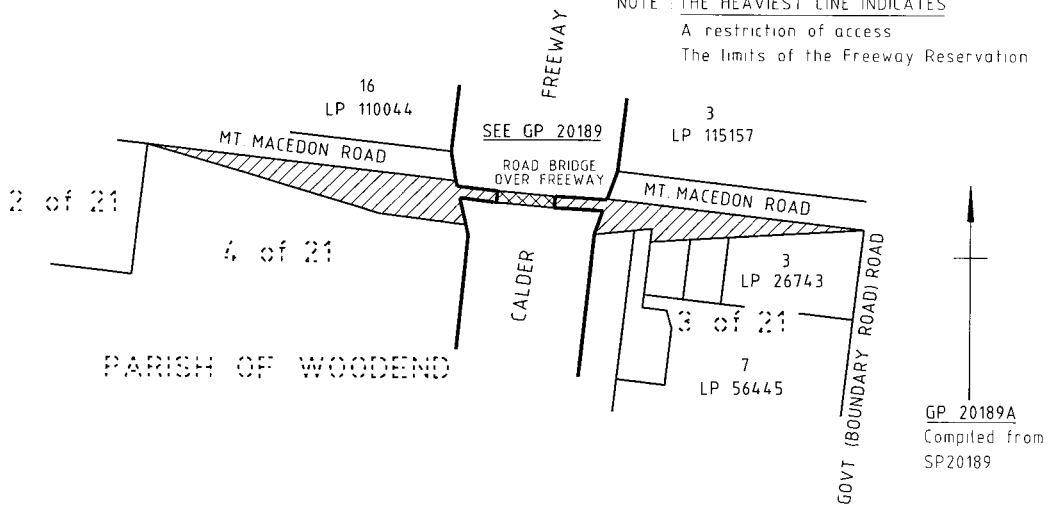 NOTE : THE HEAVIEST LINE INDICATES
A restriction of access
The limits of the Freeway Reservation
FREEWAY
16
LP 110044
3
LP 115157
SEE GP 20189
MT. MACEDON ROAD
ROAD BRIDGE
OVER FREEWAY
MT. MACEDON ROAD
2 of 21
4 of 21
CALDER
3
LP 26743
3 of 21
PARISH OF WOODEND
7
LP 56445
GOVT (BOUNDARY ROAD) ROAD
GP 20189A
Compiled from
SP20189